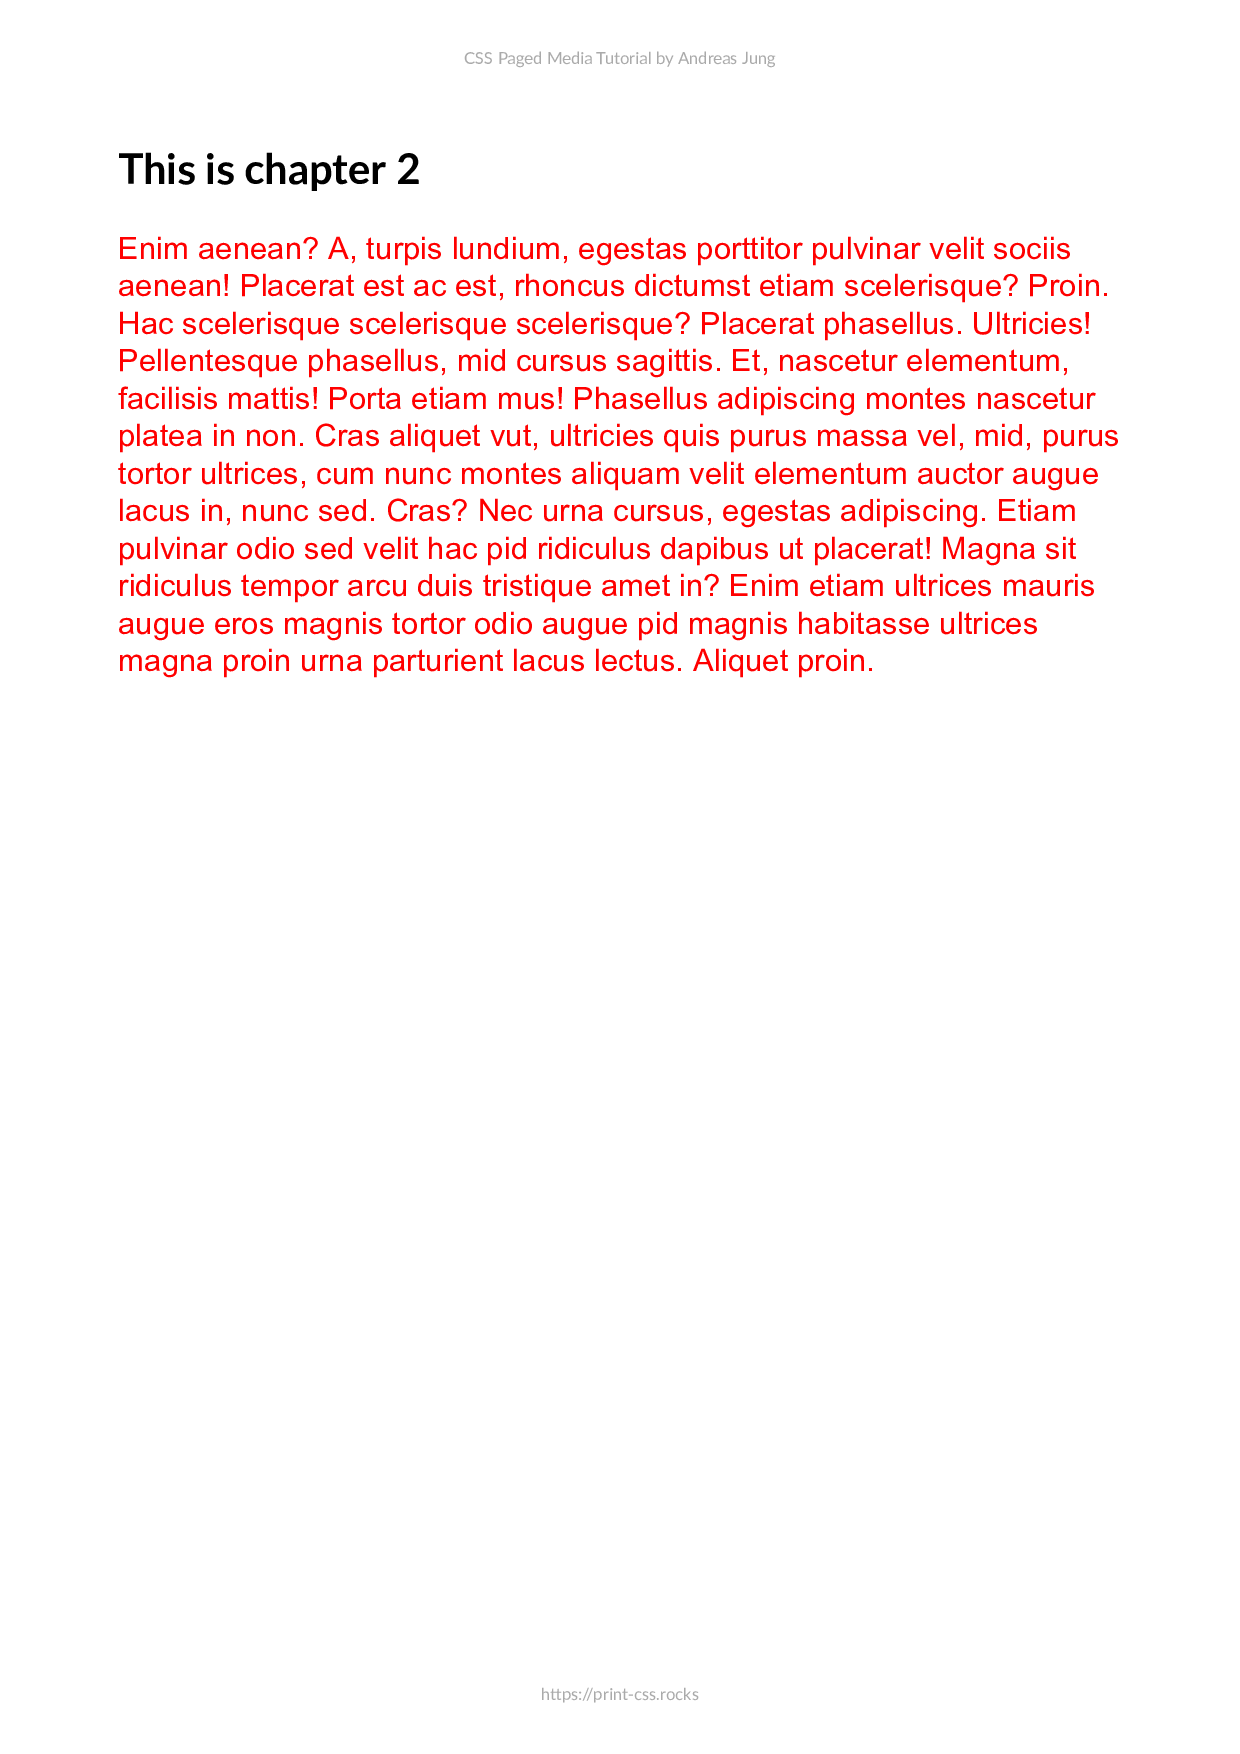 CSS Paged Media Tutorial by Andreas Jung
This is chapter 2
Enim aenean? A, turpis lundium, egestas porttitor pulvinar velit sociis
aenean! Placerat est ac est, rhoncus dictumst etiam scelerisque? Proin.
Hac scelerisque scelerisque scelerisque? Placerat phasellus. Ultricies!
Pellentesque phasellus, mid cursus sagittis. Et, nascetur elementum,
facilisis mattis! Porta etiam mus! Phasellus adipiscing montes nascetur
platea in non. Cras aliquet vut, ultricies quis purus massa vel, mid, purus
tortor ultrices, cum nunc montes aliquam velit elementum auctor augue
lacus in, nunc sed. Cras? Nec urna cursus, egestas adipiscing. Etiam
pulvinar odio sed velit hac pid ridiculus dapibus ut placerat! Magna sit
ridiculus tempor arcu duis tristique amet in? Enim etiam ultrices mauris
augue eros magnis tortor odio augue pid magnis habitasse ultrices
magna proin urna parturient lacus lectus. Aliquet proin.
https://print-css.rocks